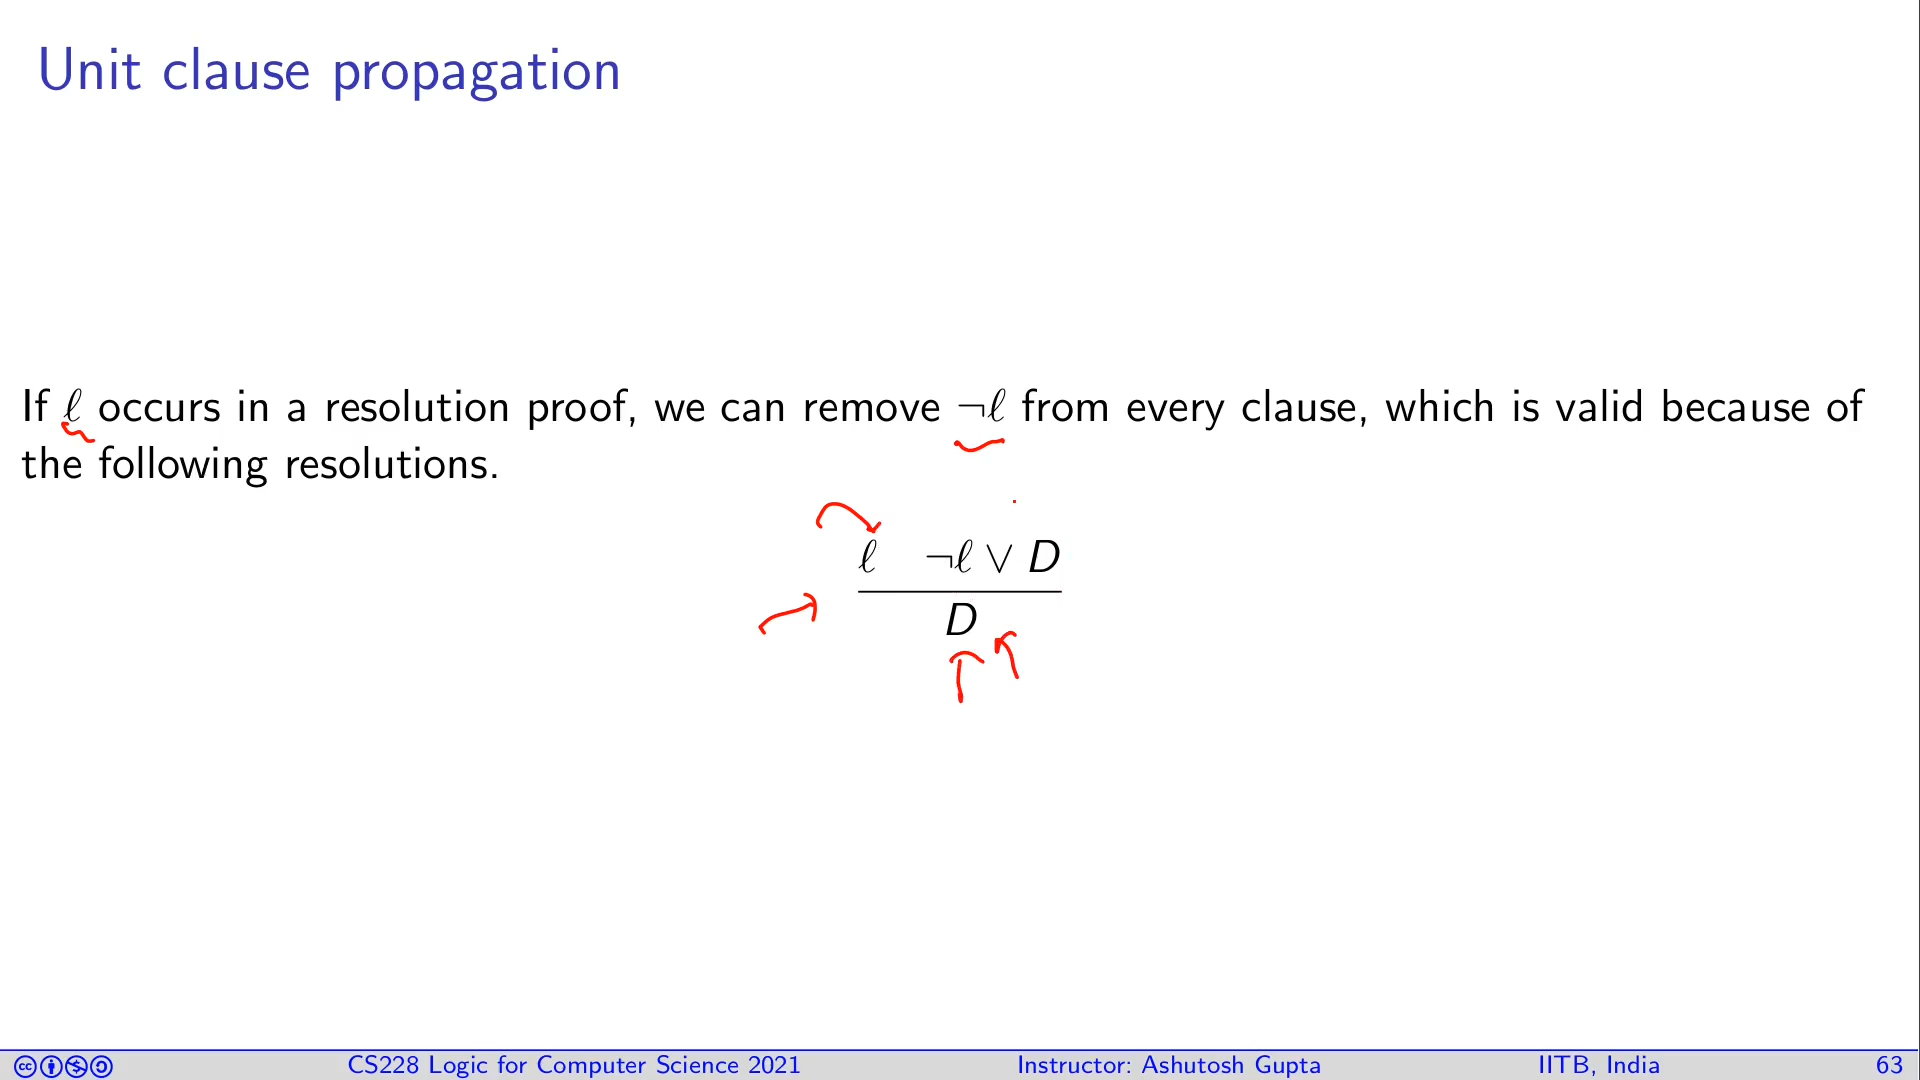 Unit clause propagation
If ℓ occurs in a resolution proof, we can remove ¬ℓ from every clause, which is valid because of
the following resolutions.
ℓ ¬ℓ ∨ D
D
CS228 Logic for Computer Science 2021 Instructor: Ashutosh Gupta IITB, India 63